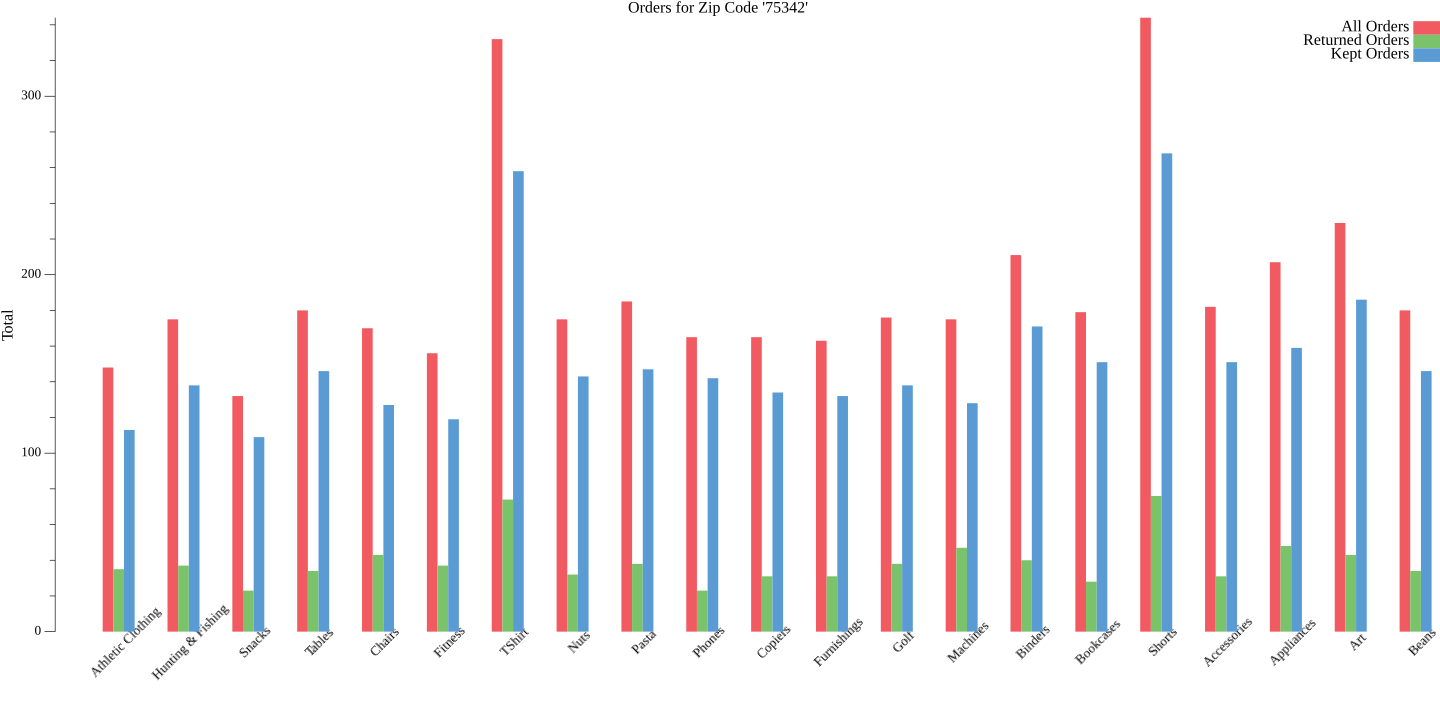 Orders for Zip Code '75342'
All Orders
Returned Orders
Kept Orders
Total
300
200
100
0
Athletic Clothing
Hunting & Fishing
Snacks
Tables
Chairs
Fitness
TShirt
Nuts
Pasta
Phones
Copiers
Furnishings
Golf
Machines
Binders
Bookcases
Shorts
Accessories
Appliances
Art
Beans